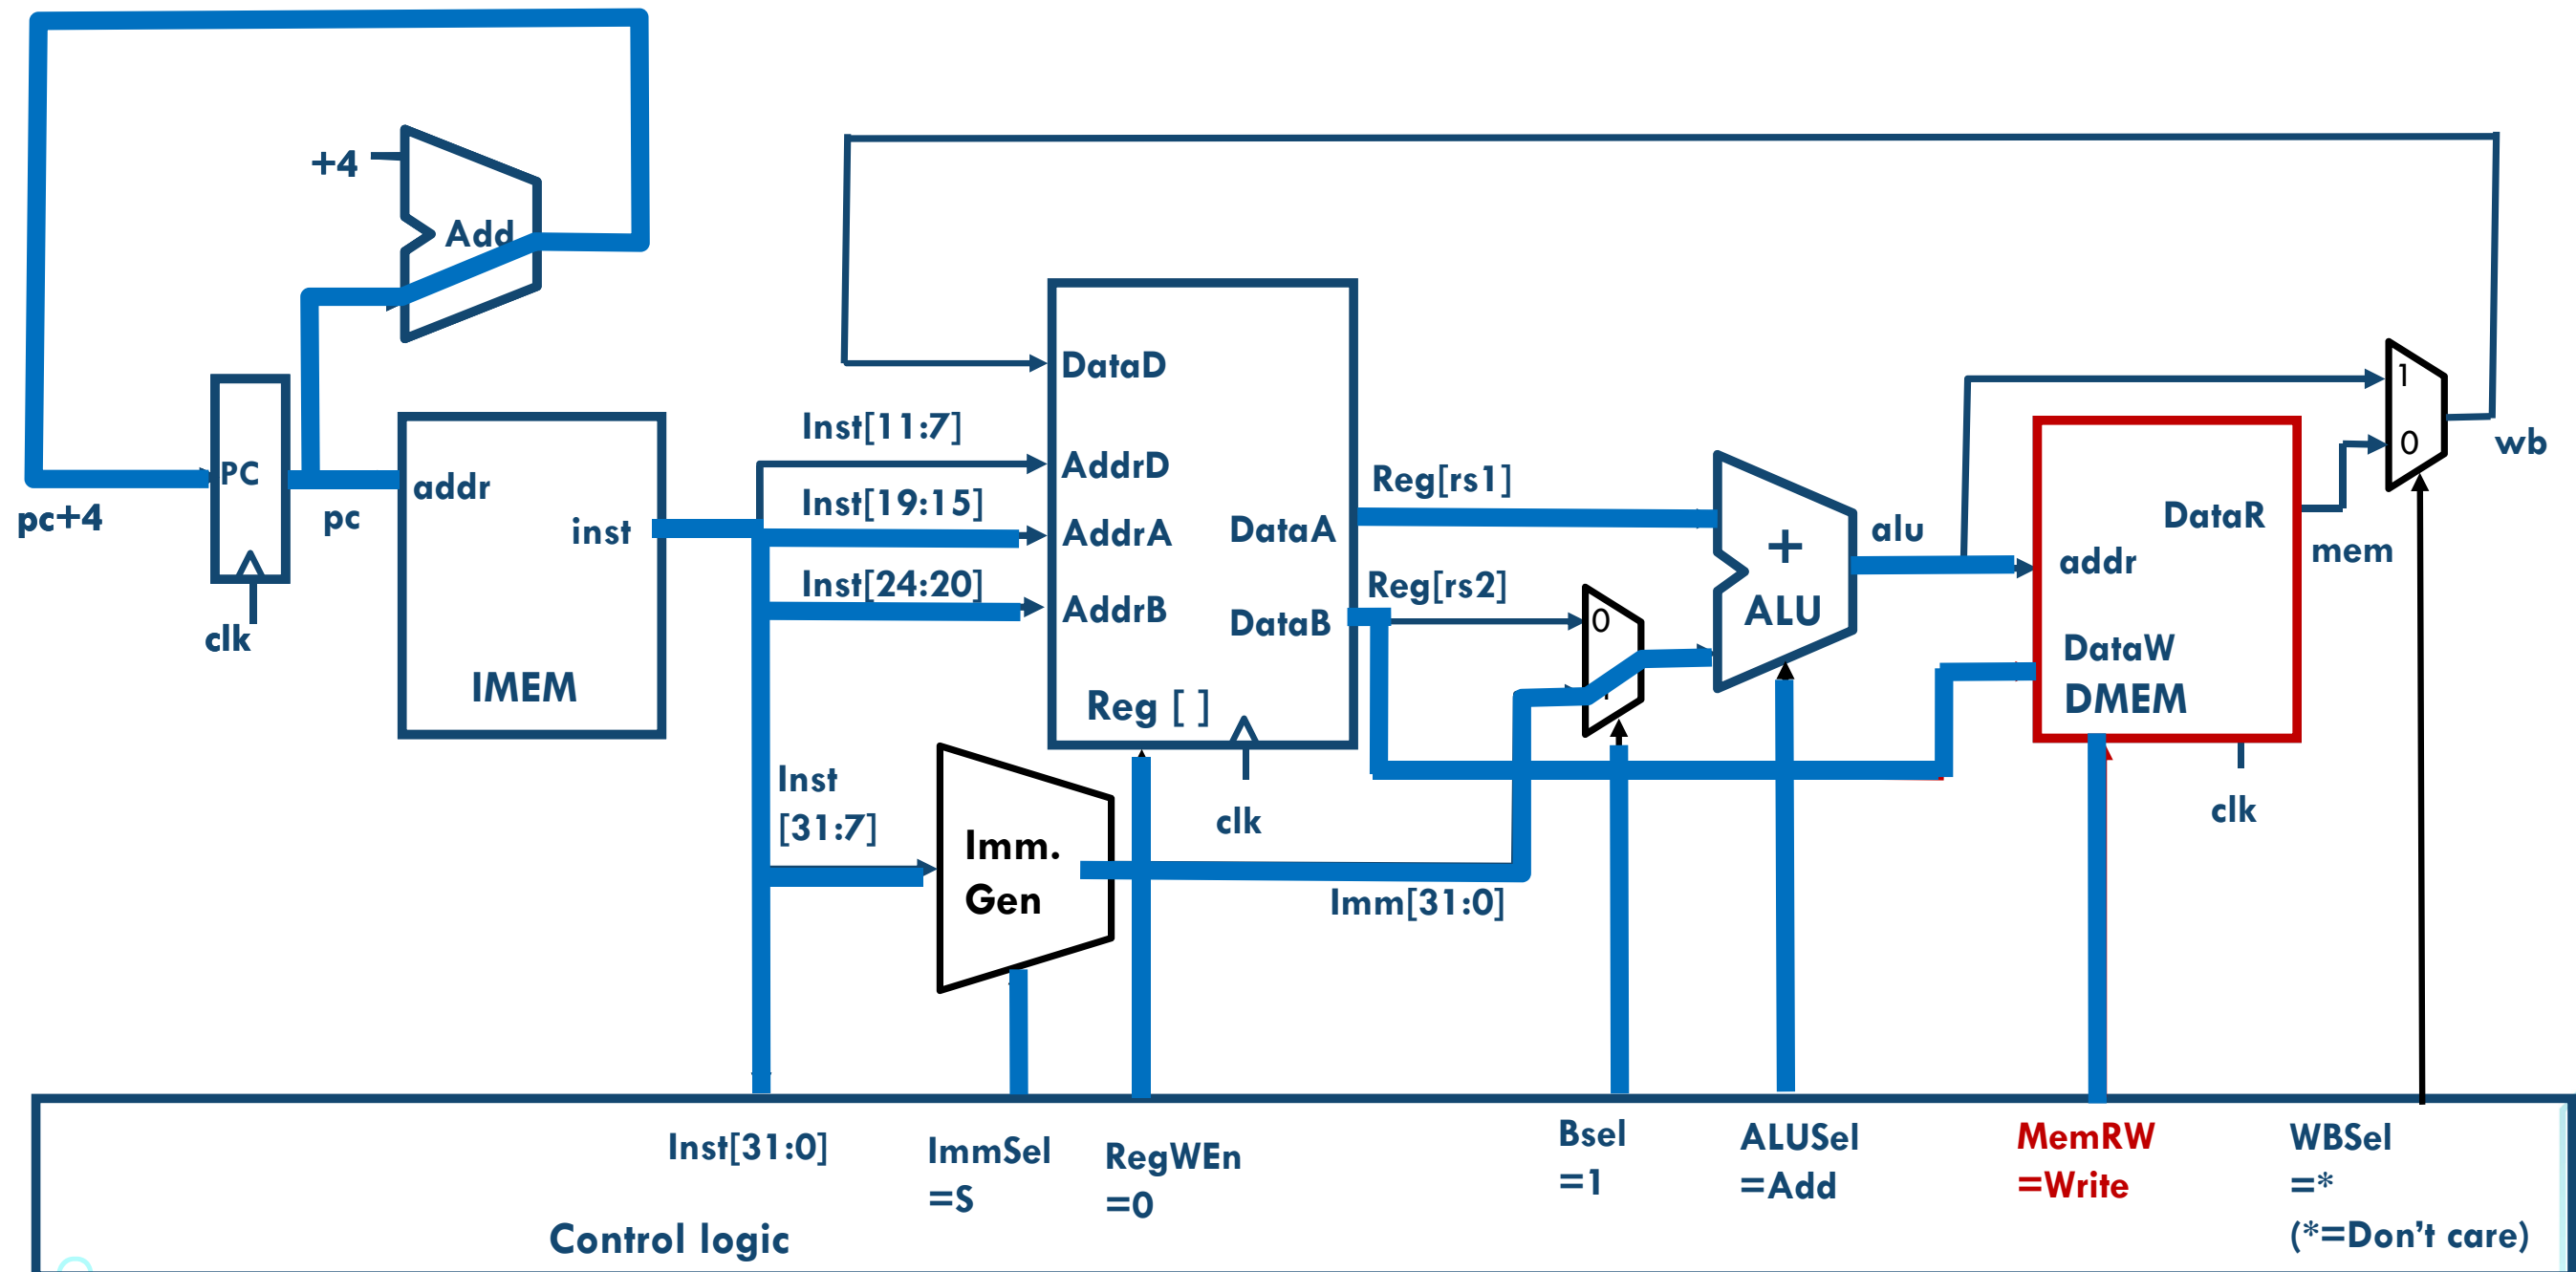 +4
Add
pc+4
PC
clk
pc
addr
inst
IMEM
Inst[11:7]
Inst[19:15]
Inst[24:20]
Inst
[31:7]
Imm.
Gen
DataD
AddrD
AddrA
AddrB
DataA
DataB
Reg [ ]
clk
Reg[rs1]
Reg[rs2]
Imm[31:0]
0
+
ALU
alu
addr
DataW
DMEM
DataR
mem
clk
1
0
wb
Inst[31:0]
ImmSel
=S
RegWEn
=0
Bsel
=1
ALUSel
=Add
MemRW
=Write
WBSel
=*
(*=Don't care)
Control logic